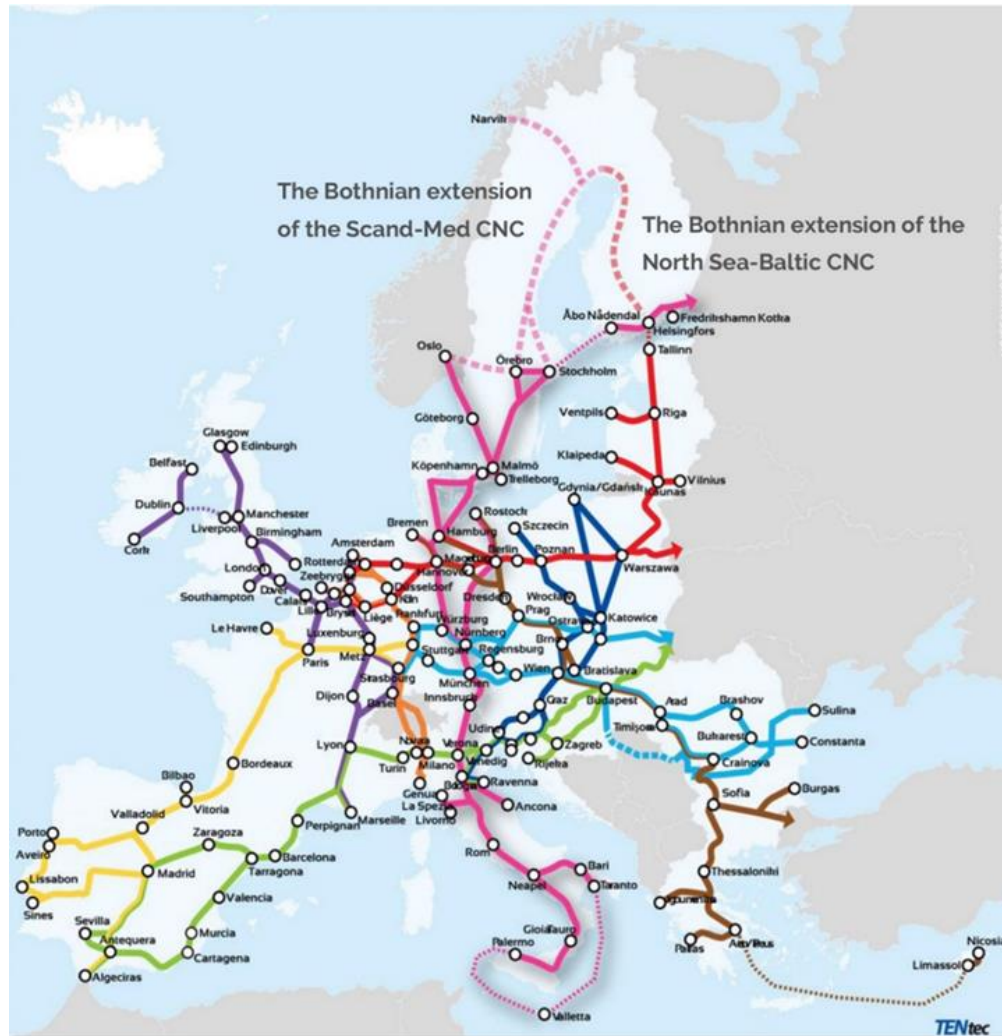 Narvik
The Bothnian extension
of the Scand-Med CNC
The Bothnian extension of the
North Sea-Baltic CNC
Åbo Nådendal
Fredrikshamn Kotka
Helsingfors
Oslo
Örebro
Stockholm
Tallinn
Göteborg
Ventpils
Riga
Glasgow
Edinburgh
Belfast
Köpenhamn
Malmö
Trelleborg
Klaipeda
Vilnius
Kaunas
Gdynia/Gdańsk
Dublin
Liverpool
Manchester
Birmingham
Cork
Rostock
Szczecin
Bremen
Hamburg
Amsterdam
Berlin
Poznan
Warszawa
London
Rotterdam
Zeebrygge
Hannover
Southampton
Dover
Calais
Düsseldorf
Dresden
Wrocław
Lille
Liège
Frankfurt
Würzburg
Prag
Ostrava
Katowice
Le Havre
Luxenburg
Nürnberg
Brno
Paris
Metz
Stuttgart
Regensburg
Strasbourg
München
Wien
Bratislava
Dijon
Basel
Innsbruck
Graz
Budapest
Arad
Brashov
Sulina
Lyon
Udine
Timişoara
Bukarest
Constanta
Turin
Novara
Milano
Verona
Venedig
Zagreb
Rijeka
Crainova
Bordeaux
Genua
Ravenna
Bilbao
La Spezia
Sofia
Burgas
Vitoria
Livorno
Ancona
Marseille
Valladolid
Perpignan
Porto
Zaragoza
Aveiro
Rom
Barcelona
Madrid
Tarragona
Bari
Thessaloniki
Lissabon
Neapel
Taranto
Sines
Valencia
Sevilla
Murcia
Gioia Tauro
Antequera
Palermo
Patras
Nicosia
Cartagena
Limassol
Algeciras
Valletta
TENtec